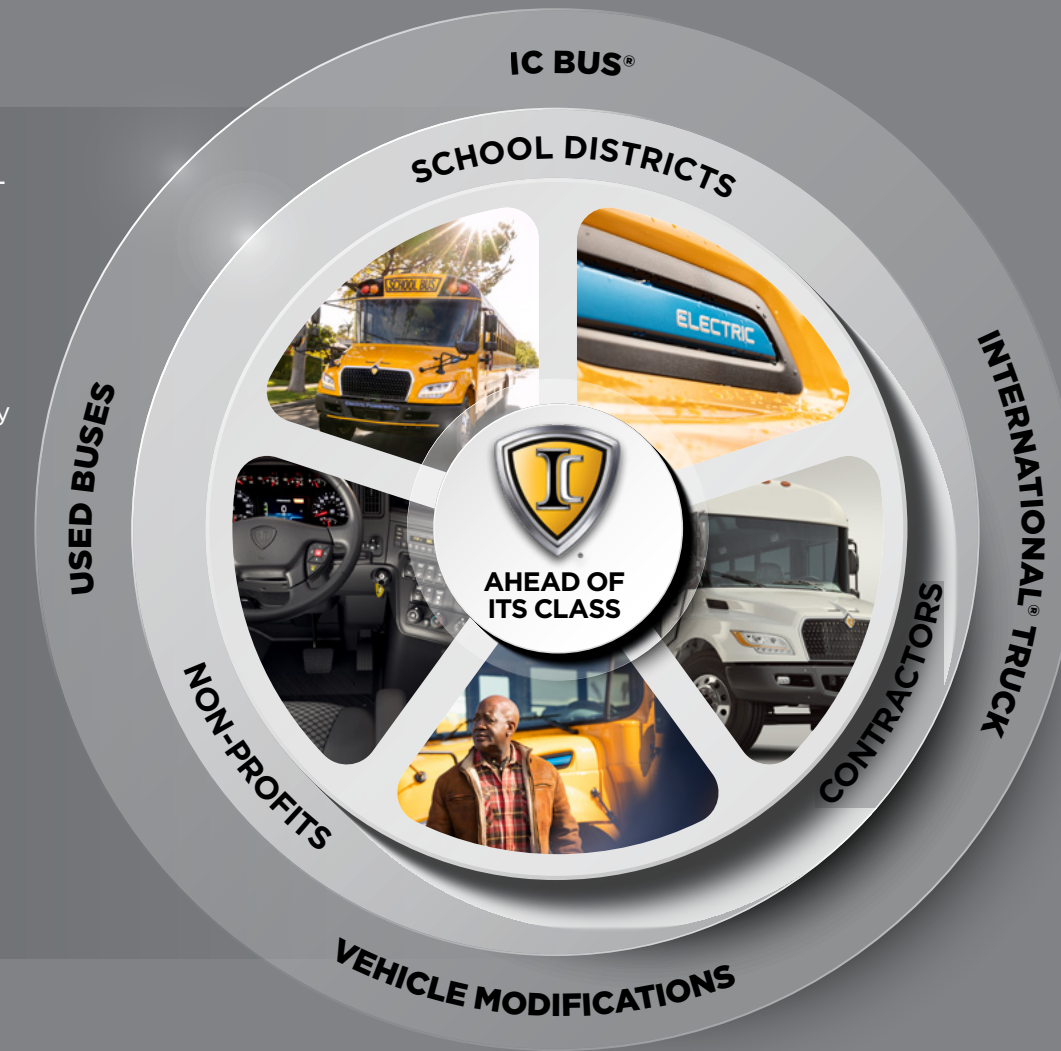 IC BUS®
SCHOOL DISTRICTS
SCHOOL BUS
ELECTRIC
USED BUSES
INTERNATIONAL® TRUCK
IC
AHEAD OF
ITS CLASS
CONTRACTORS
NON-PROFITS
VEHICLE MODIFICATIONS